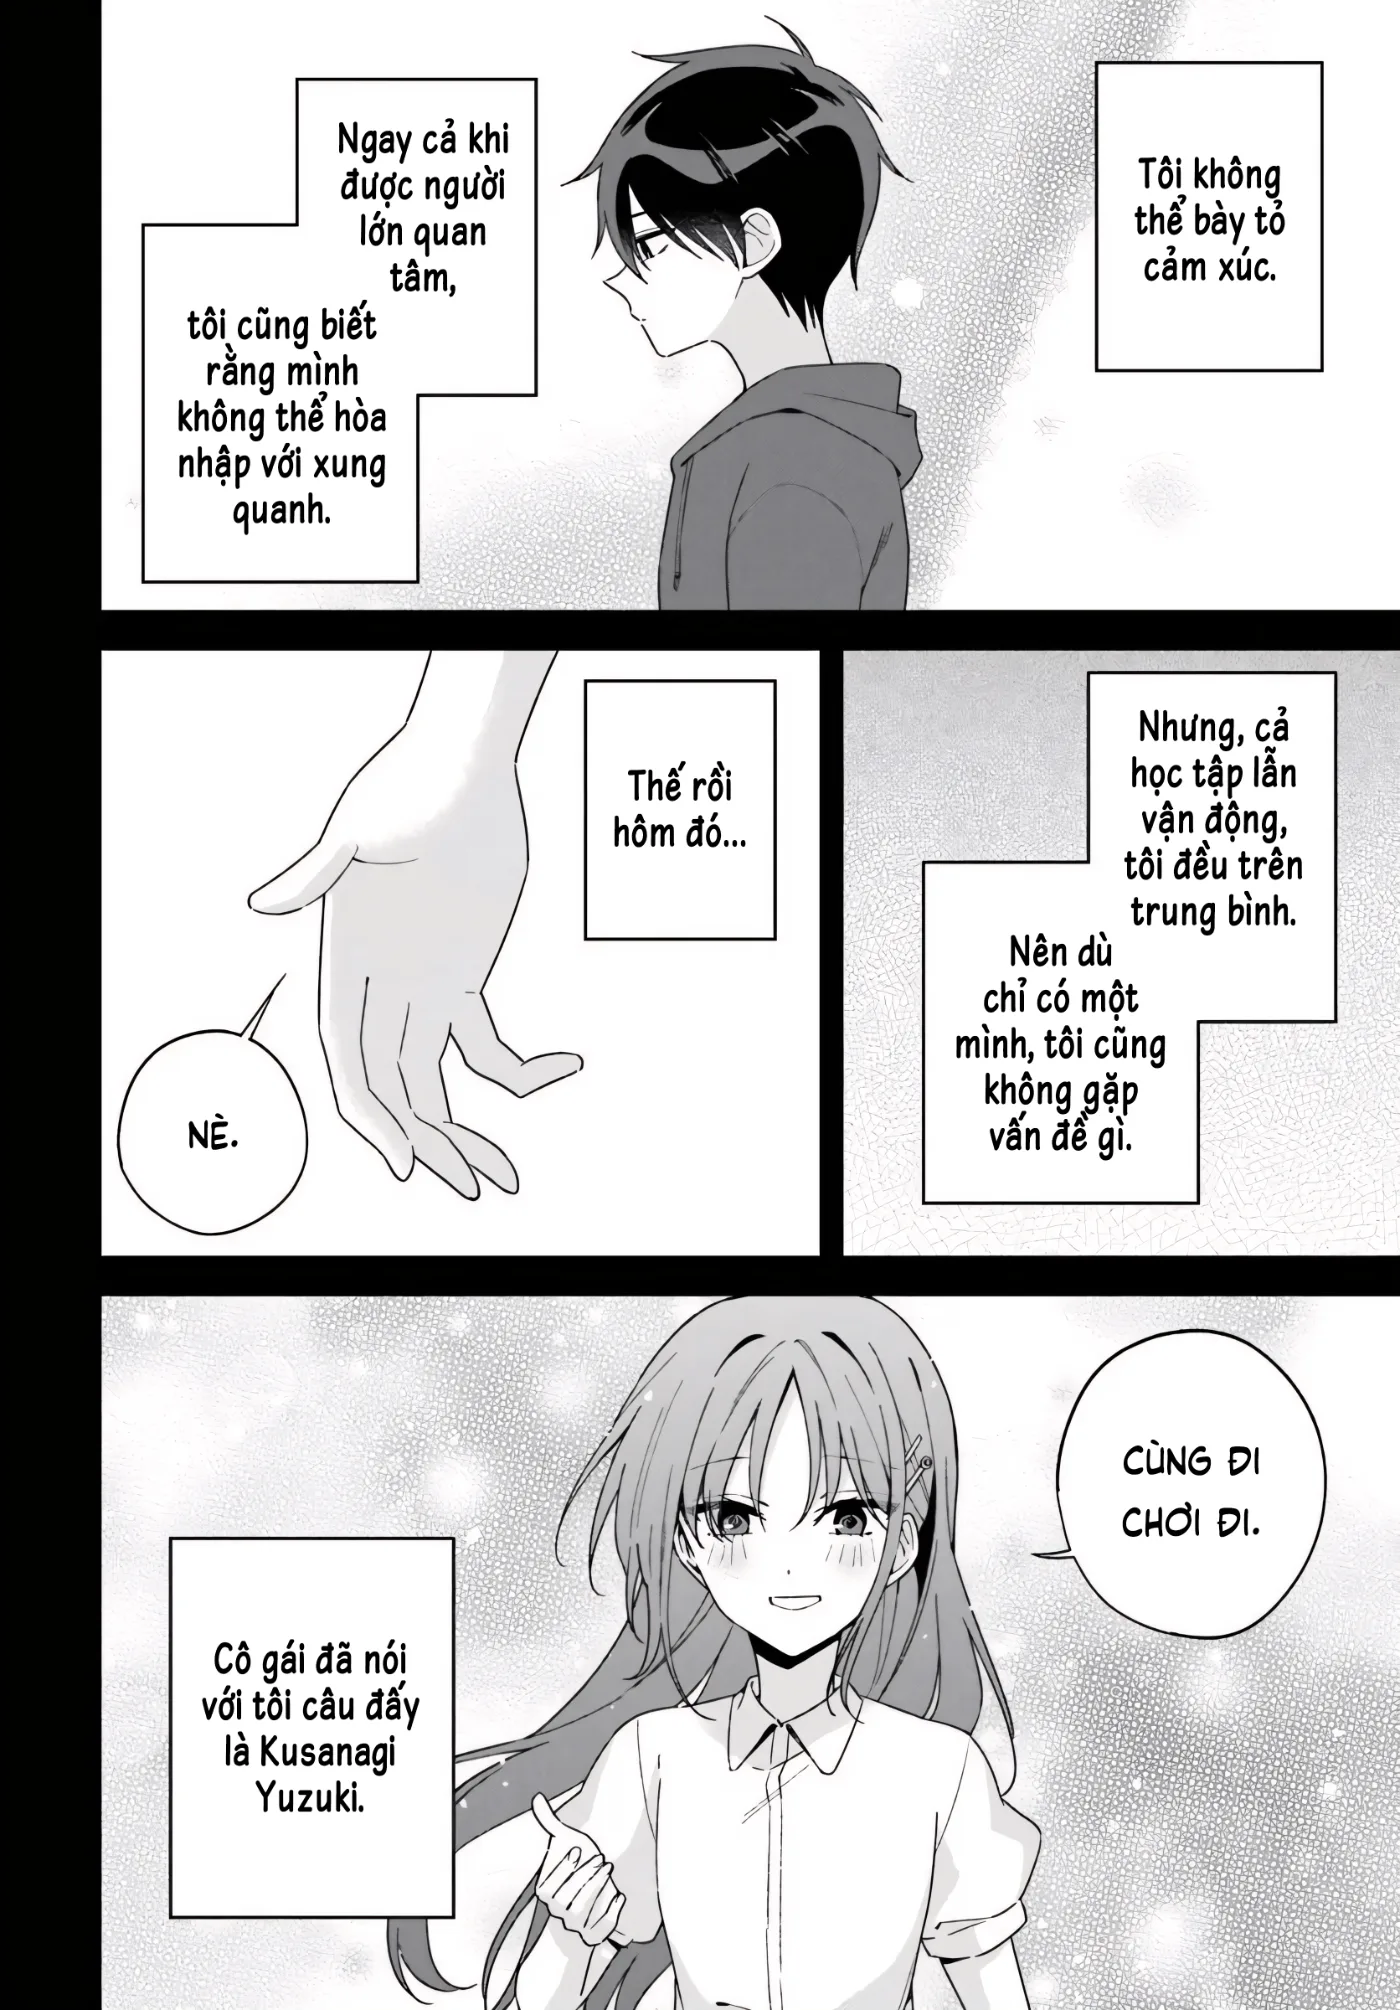 Tôi không
thể bày tỏ
cảm xúc.
Ngay cả khi
được người
lớn quan
tâm,
tôi cũng biết
rằng mình
không thể hòa
nhập với xung
quanh.
Nhưng, cả
học tập lẫn
vận động,
tôi đều trên
trung bình.
Nên dù
chỉ có một
mình, tôi cũng
không gặp
vấn đề gì.
Thế rồi
hôm đó...
NÈ.
CÙNG ĐI
CHƠI ĐI.
Cô gái đã nói
với tôi câu đấy
là Kusanagi
Yuzuki.